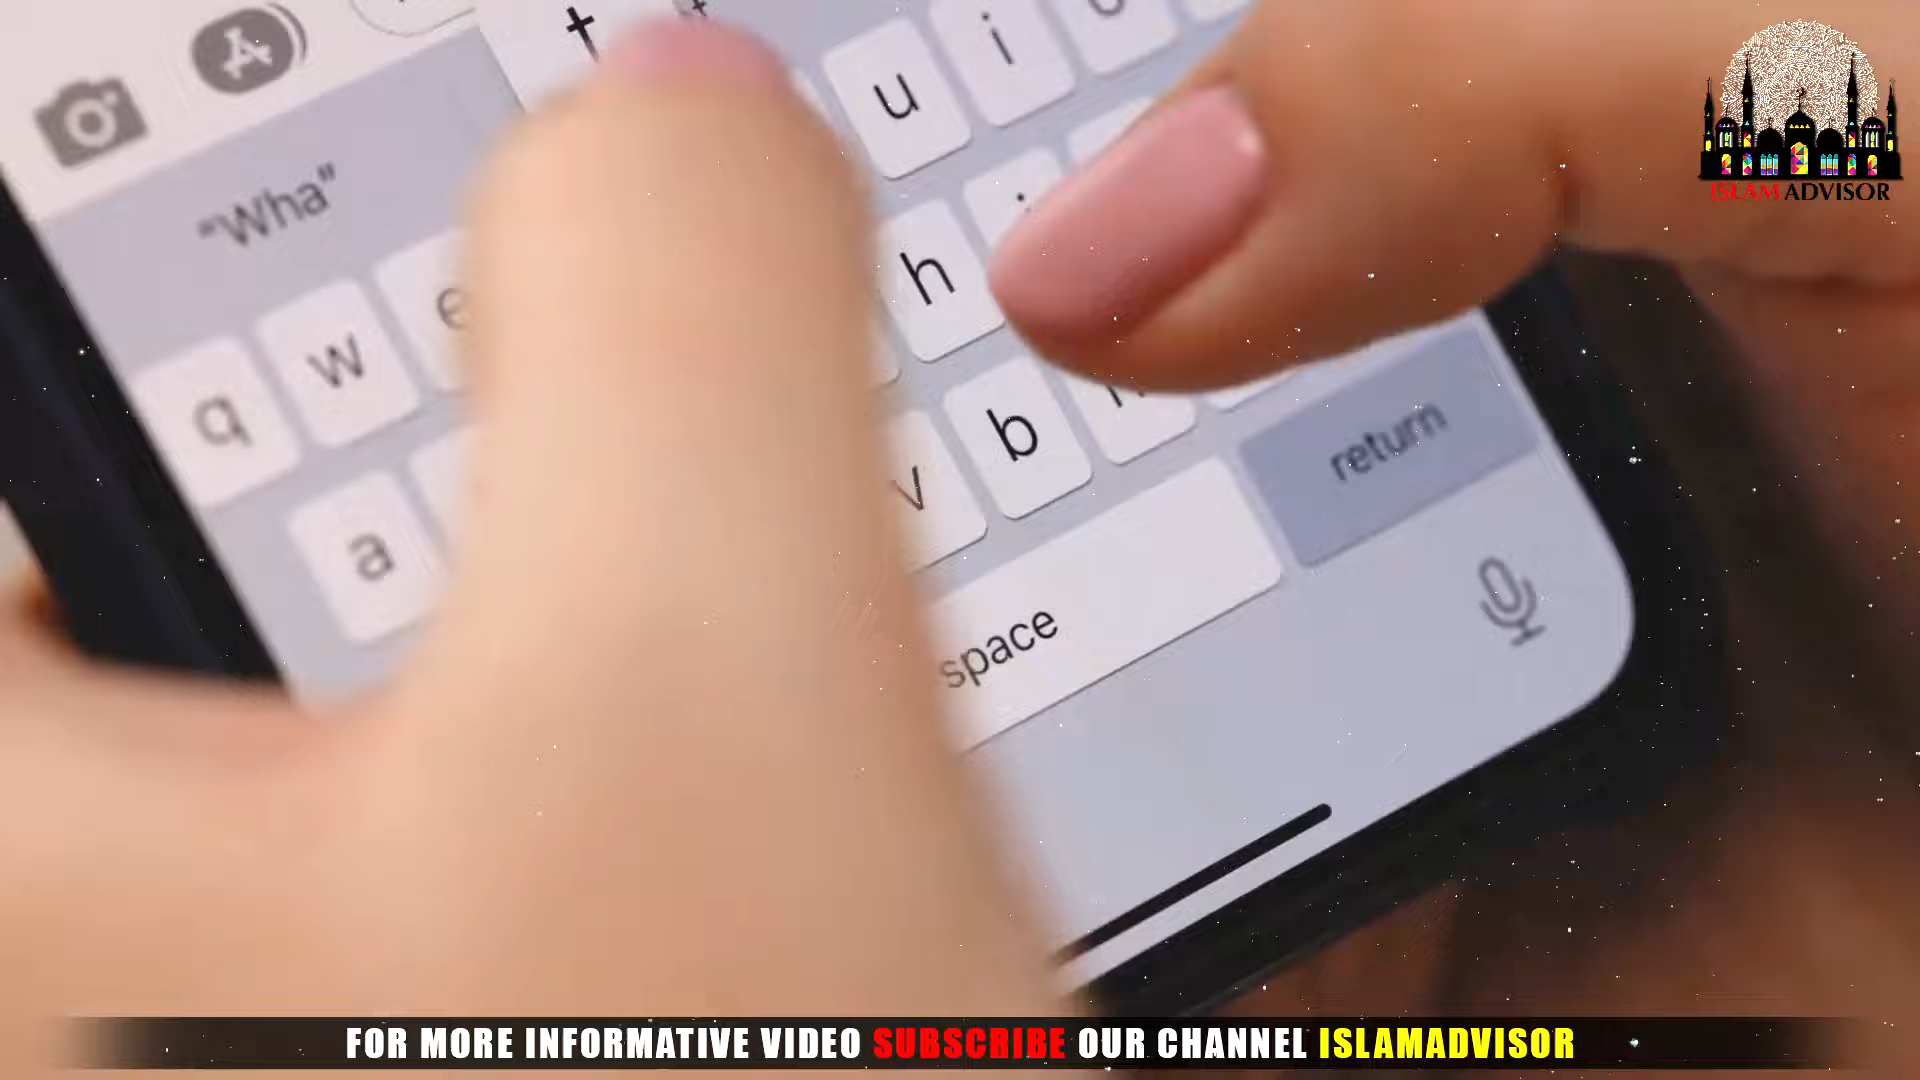 ISLAM ADVISOR
t
u i
"Wha"
q w e
h
a
v b
return
space
FOR MORE INFORMATIVE VIDEO SUBSCRIBE OUR CHANNEL ISLAMADVISOR